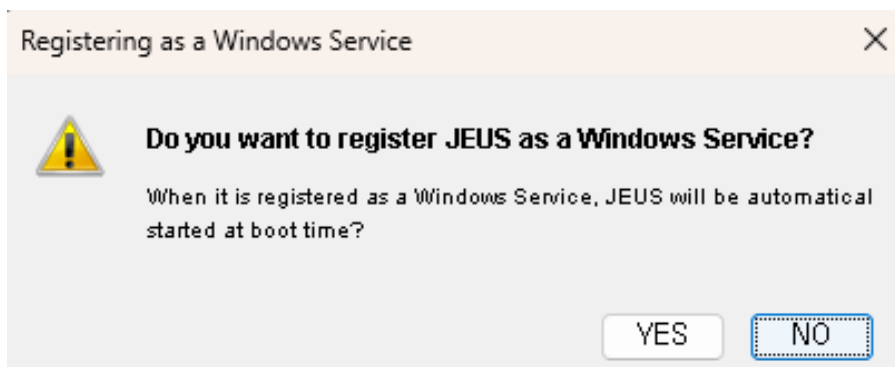 Registering as a Windows Service
Do you want to register JEUS as a Windows Service?
When it is registered as a Windows Service, JEUS will be automatical
started at boot time?
YES NO